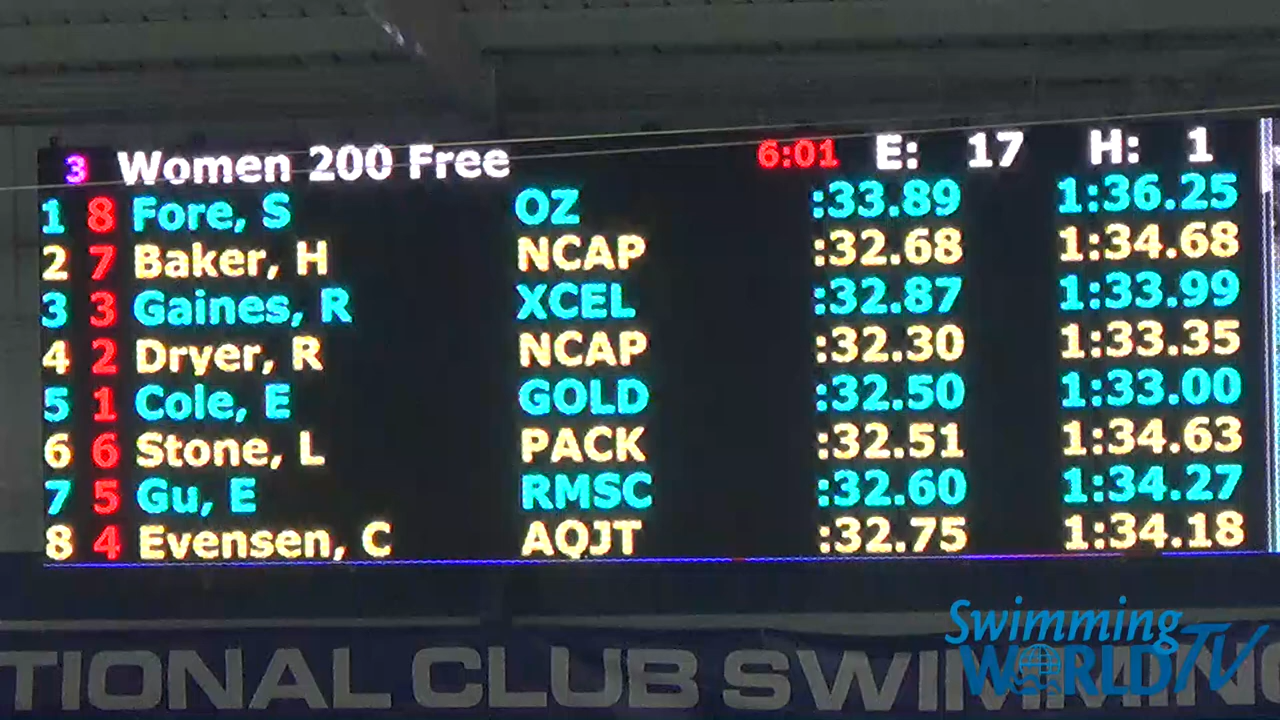 3 Women 200 Free 6:01 E: 17 H: 1
1 8 Fore, S OZ :33.89 1:36.25
2 7 Baker, H NCAP :32.68 1:34.68
3 3 Gaines, R XCEL :32.87 1:33.99
4 2 Dryer, R NCAP :32.30 1:33.35
5 1 Cole, E GOLD :32.50 1:33.00
6 6 Stone, L PACK :32.51 1:34.63
7 5 Gu, E RMSC :32.60 1:34.27
8 4 Evensen, C AQJT :32.75 1:34.18
Swimming
WORLD TV
TIONAL CLUB SWIMMING